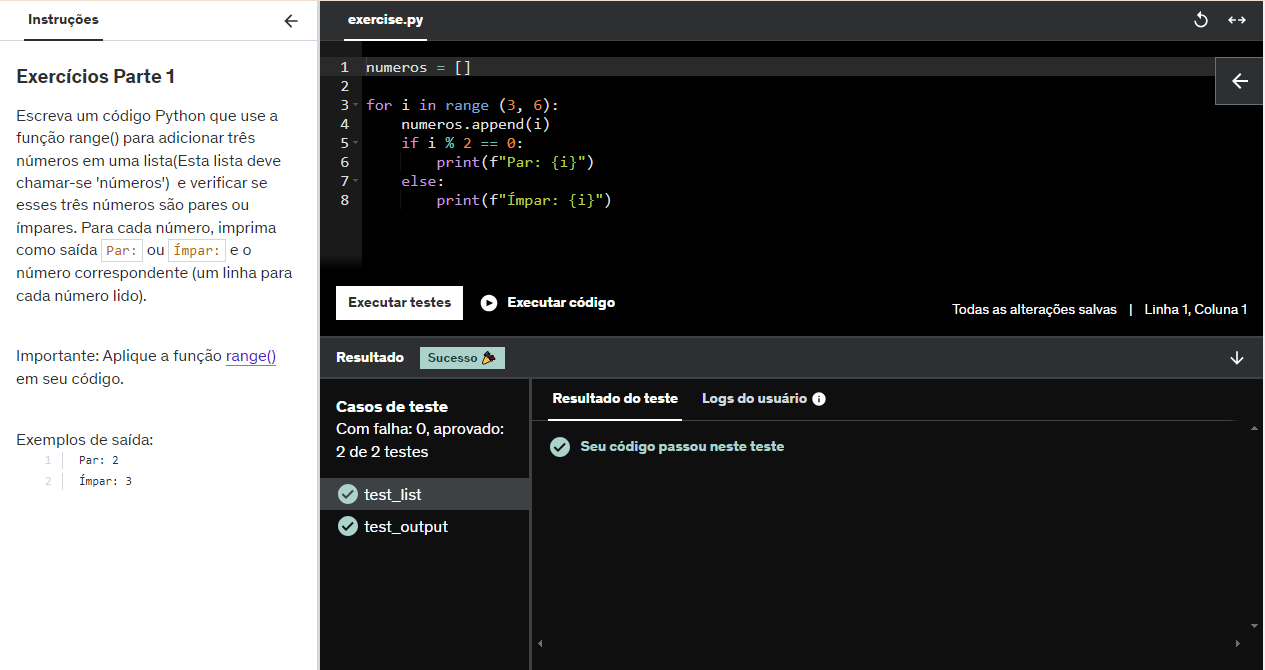 Instruções
Exercícios Parte 1
Escreva um código Python que use a
função range() para adicionar três
números em uma lista(Esta lista deve
chamar-se 'números')  e verificar se
esses três números são pares ou
ímpares. Para cada número, imprima
como saída Par: ou Ímpar: e o
número correspondente (um linha para
cada número lido).
Importante: Aplique a função range()
em seu código.
Exemplos de saída:
1 Par: 2
2 Ímpar: 3
exercise.py
1 numeros = []
2
3 for i in range (3, 6):
4     numeros.append(i)
5     if i % 2 == 0:
6         print(f"Par: {i}")
7     else:
8         print(f"Ímpar: {i}")
Executar testes Executar código
Todas as alterações salvas | Linha 1, Coluna 1
Resultado Sucesso
Casos de teste
Com falha: 0, aprovado:
2 de 2 testes
test_list
test_output
Resultado do teste Logs do usuário
Seu código passou neste teste